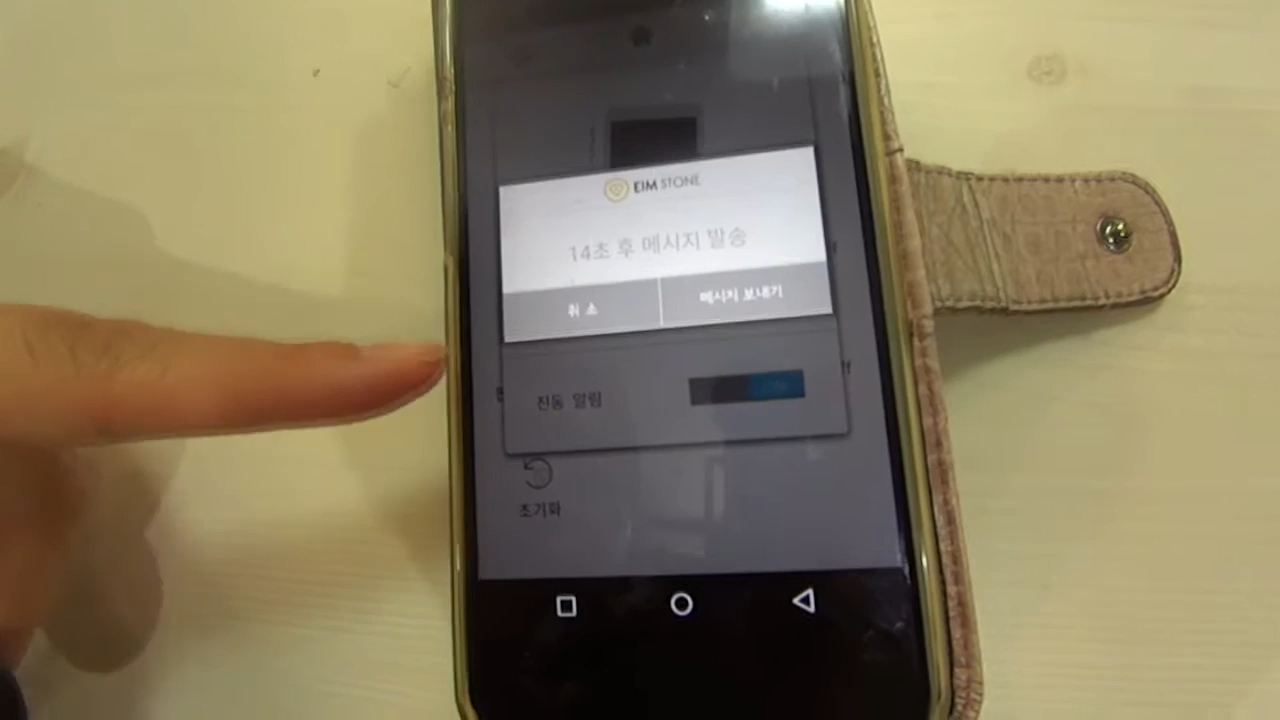 EIM STONE
14초 후 메시지 발송
취 소
메시지 보내기
진동 알림
ON
초기화